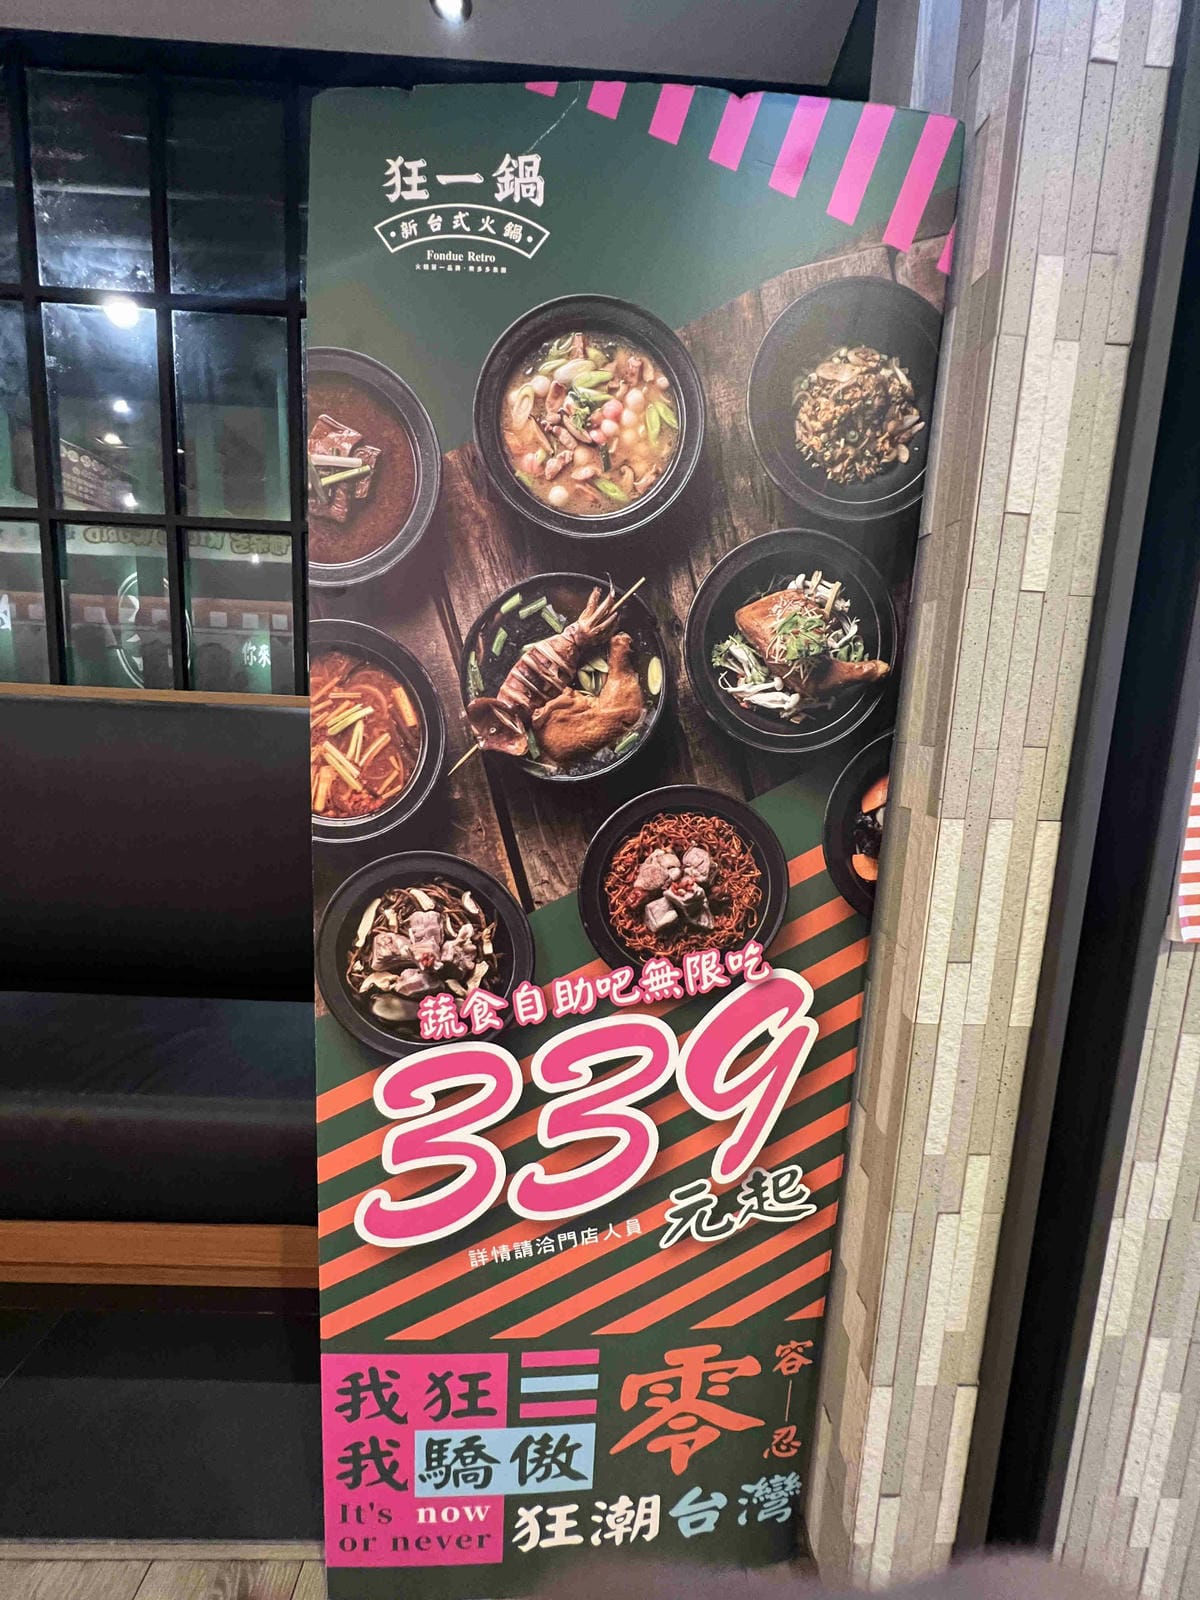 狂一鍋
新台式火鍋
Fondue Retro
蔬食自助吧無限吃
339
元起
詳情請洽門店人員
我狂
我驕傲
It's now
or never
零
容忍
狂潮台灣
你來